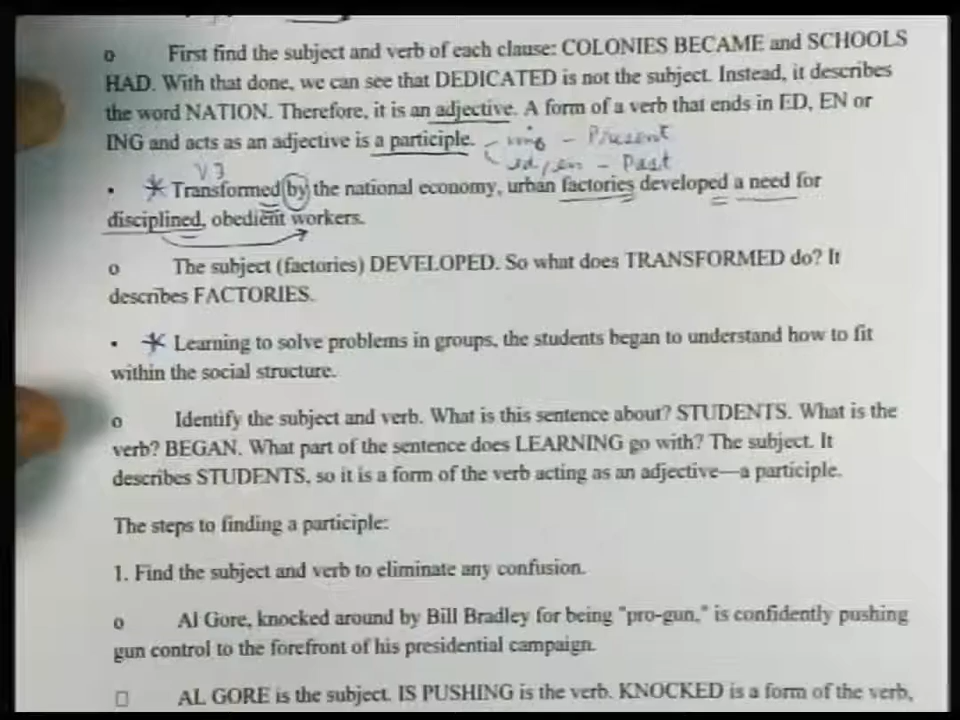 o First find the subject and verb of each clause: COLONIES BECAME and SCHOOLS
HAD. With that done, we can see that DEDICATED is not the subject. Instead, it describes
the word NATION. Therefore, it is an adjective. A form of a verb that ends in ED, EN or
ING and acts as an adjective is a participle. - ing - Present
ed/en - Past
V3
• * Transformed by the national economy, urban factories developed a need for
disciplined, obedient workers.
o The subject (factories) DEVELOPED. So what does TRANSFORMED do? It
describes FACTORIES.
• * Learning to solve problems in groups, the students began to understand how to fit
within the social structure.
o Identify the subject and verb. What is this sentence about? STUDENTS. What is the
verb? BEGAN. What part of the sentence does LEARNING go with? The subject. It
describes STUDENTS, so it is a form of the verb acting as an adjective—a participle.
The steps to finding a participle:
1. Find the subject and verb to eliminate any confusion.
o Al Gore, knocked around by Bill Bradley for being "pro-gun," is confidently pushing
gun control to the forefront of his presidential campaign.
□ AL GORE is the subject. IS PUSHING is the verb. KNOCKED is a form of the verb,